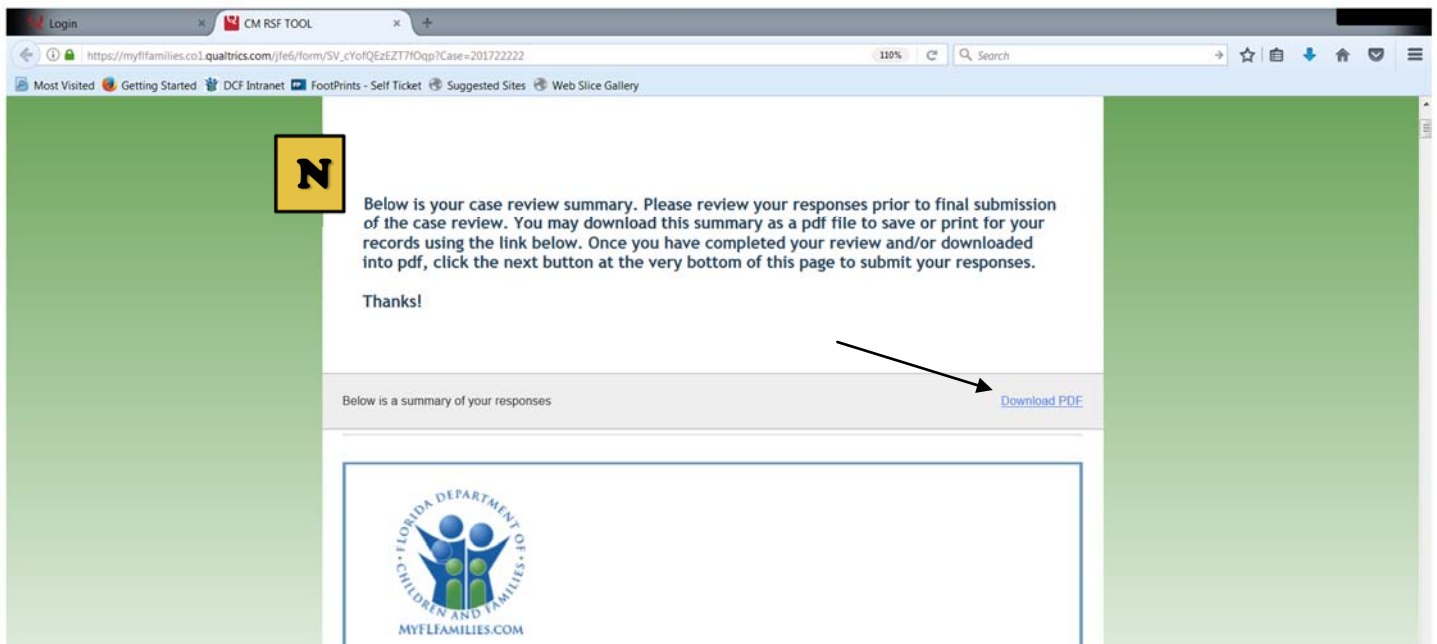 Login
CM RSF TOOL
https://myflfamilies.co1.qualtrics.com/jfe6/form/SV_cYofQEzEZT7fOqp?Case=201722222
110%
Search
Most Visited Getting Started DCF Intranet FootPrints - Self Ticket Suggested Sites Web Slice Gallery
N
Below is your case review summary. Please review your responses prior to final submission
of the case review. You may download this summary as a pdf file to save or print for your
records using the link below. Once you have completed your review and/or downloaded
into pdf, click the next button at the very bottom of this page to submit your responses.
Thanks!
Below is a summary of your responses
Download PDF
FLORIDA DEPARTMENT OF CHILDREN AND FAMILIES
MYFLFAMILIES.COM